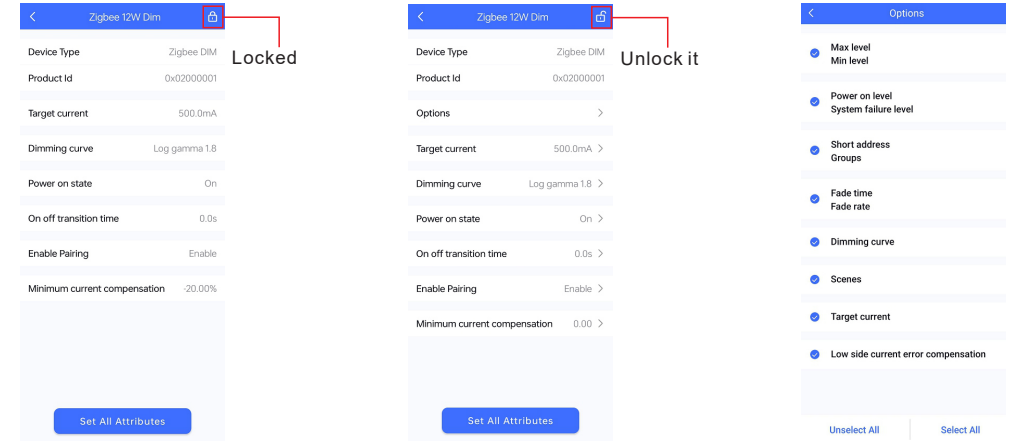 Zigbee 12W Dim
Locked
Device Type Zigbee DIM
Product Id 0x02000001
Target current 500.0mA
Dimming curve Log gamma 1.8
Power on state On
On off transition time 0.0s
Enable Pairing Enable
Minimum current compensation -20.00%
Set All Attributes
Zigbee 12W Dim
Unlock it
Device Type Zigbee DIM
Product Id 0x02000001
Options
Target current 500.0mA
Dimming curve Log gamma 1.8
Power on state On
On off transition time 0.0s
Enable Pairing Enable
Minimum current compensation 0.00
Set All Attributes
Options
Max level
Min level
Power on level
System failure level
Short address
Groups
Fade time
Fade rate
Dimming curve
Scenes
Target current
Low side current error compensation
Unselect All Select All